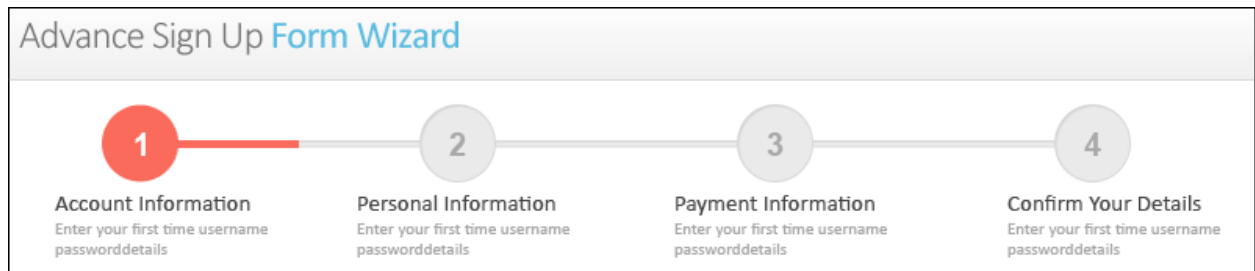 Advance Sign Up Form Wizard
1
2
3
4
Account Information
Enter your first time username
passworddetails
Personal Information
Enter your first time username
passworddetails
Payment Information
Enter your first time username
passworddetails
Confirm Your Details
Enter your first time username
passworddetails